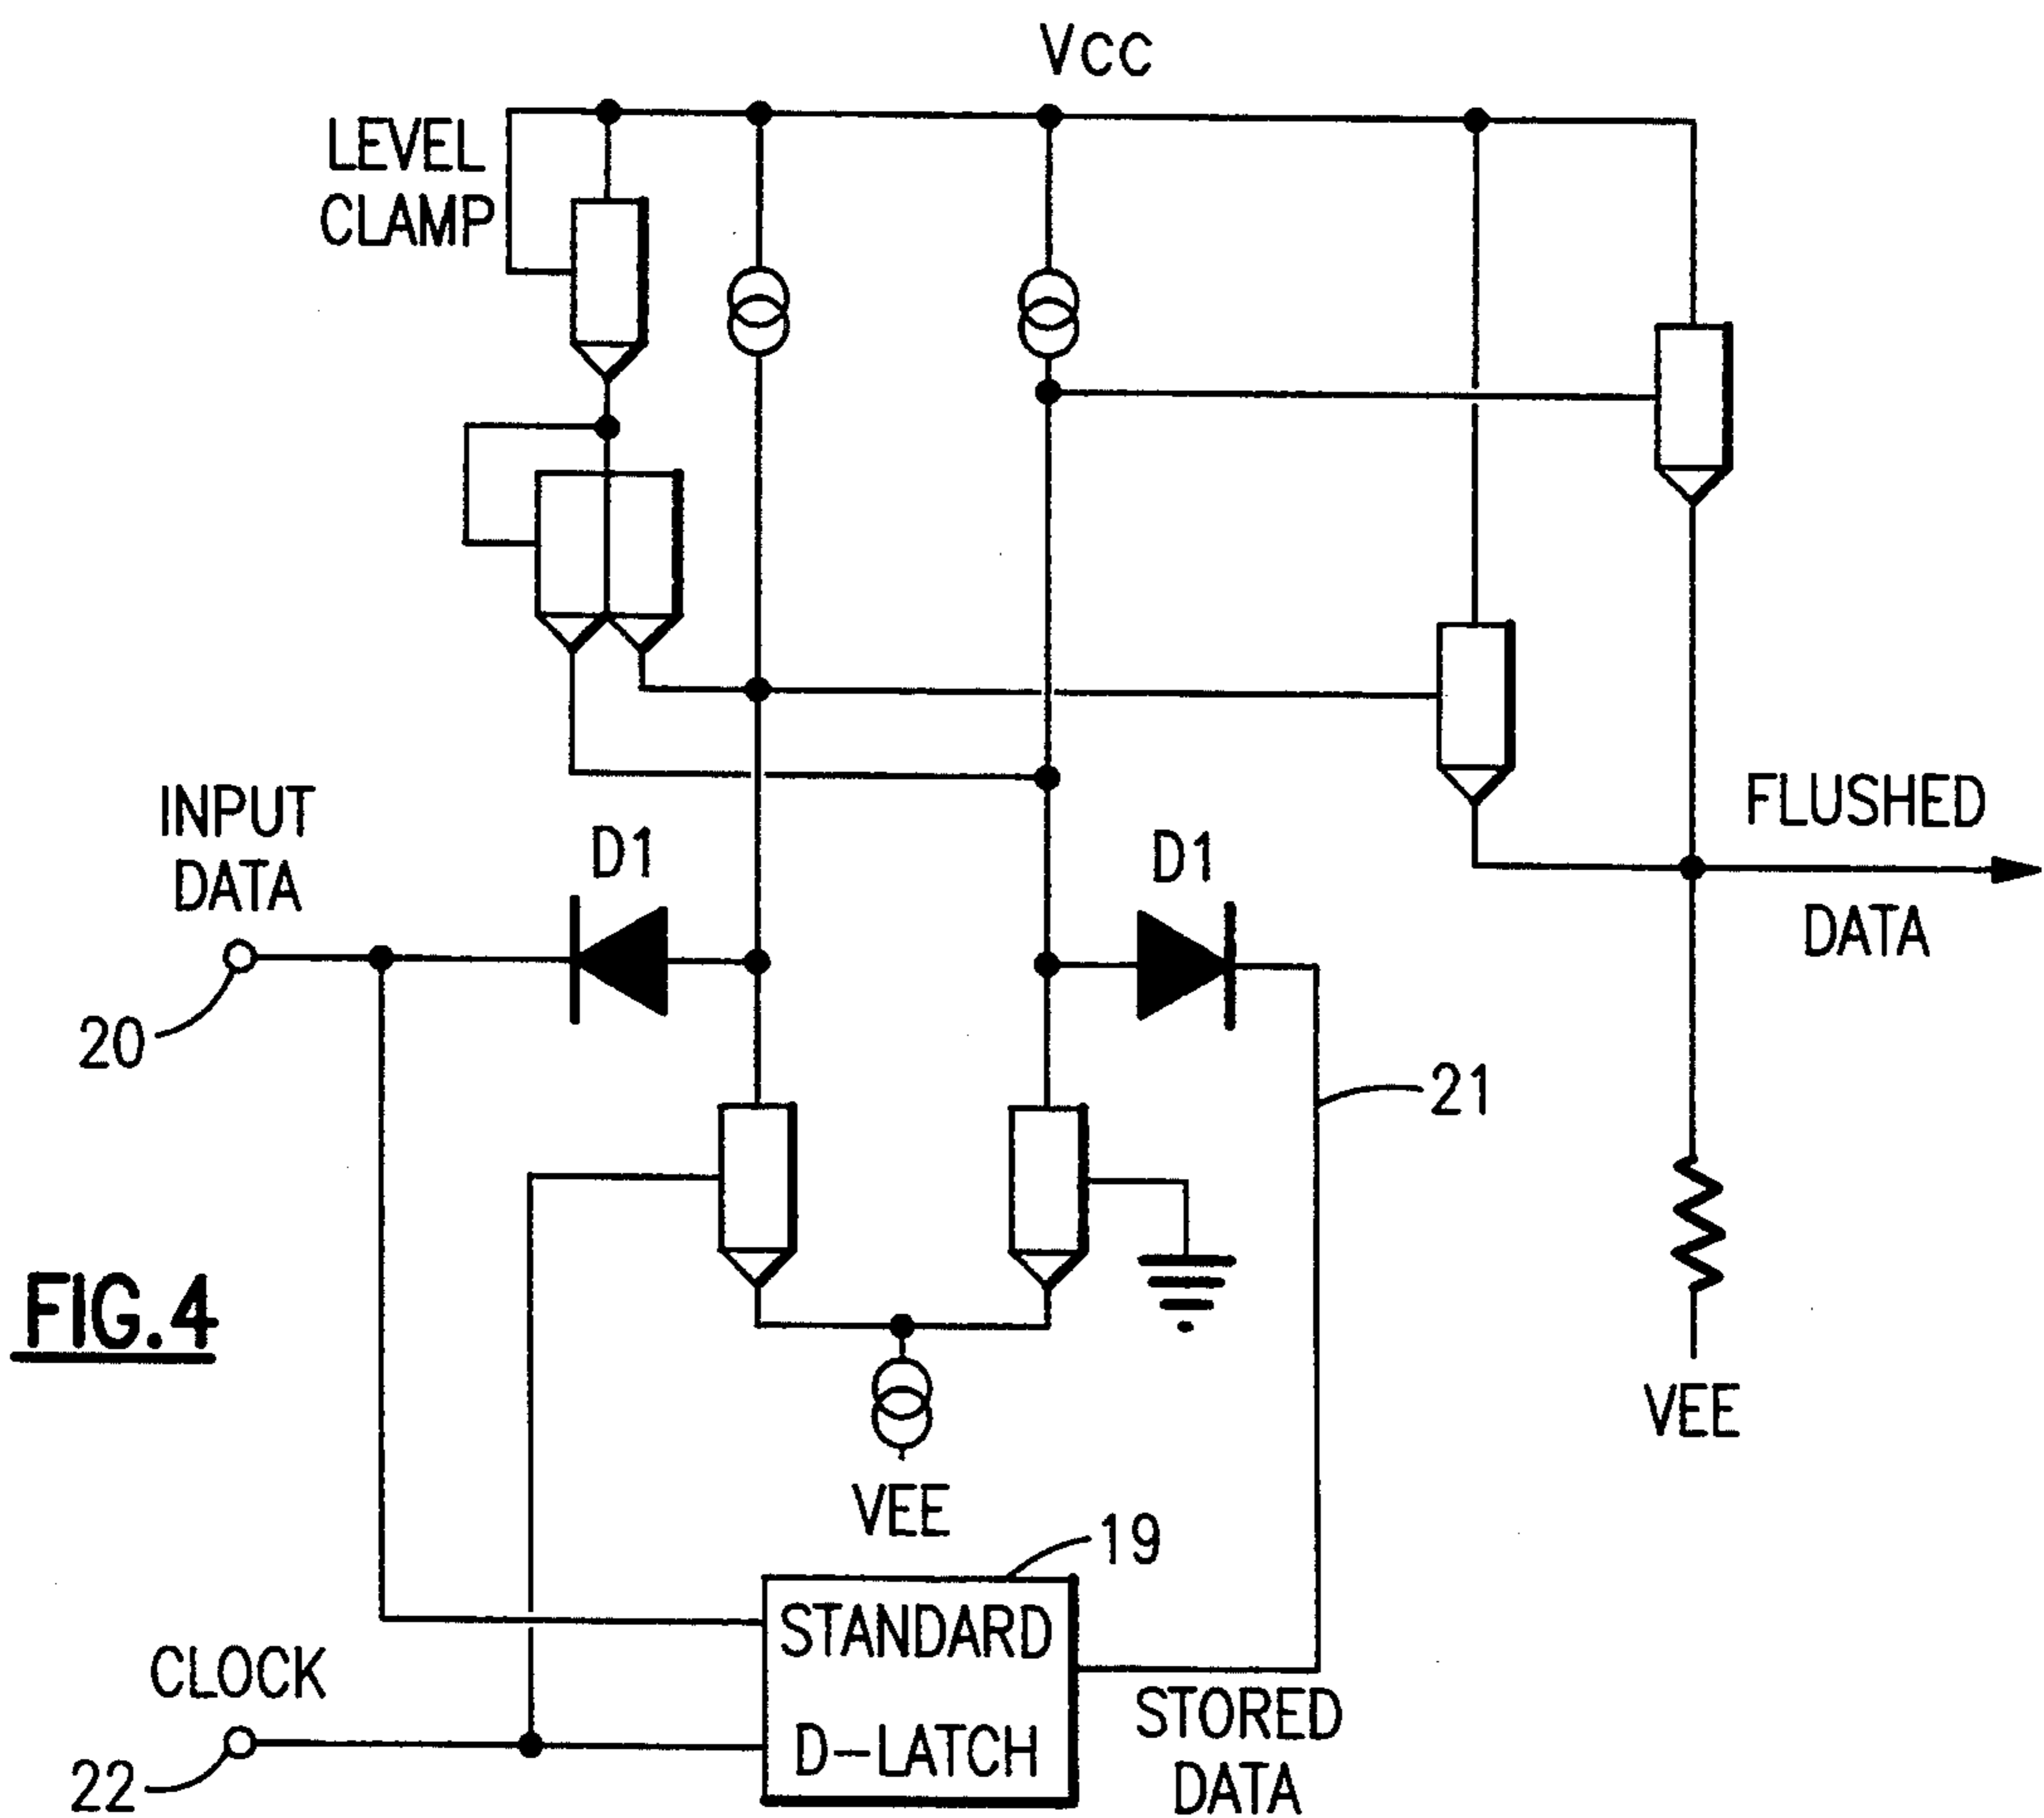 VCC
LEVEL
CLAMP
INPUT
DATA
D1
D1
FLUSHED
DATA
20
21
FIG.4
VEE
VEE
19
STANDARD
D-LATCH
CLOCK
22
STORED
DATA